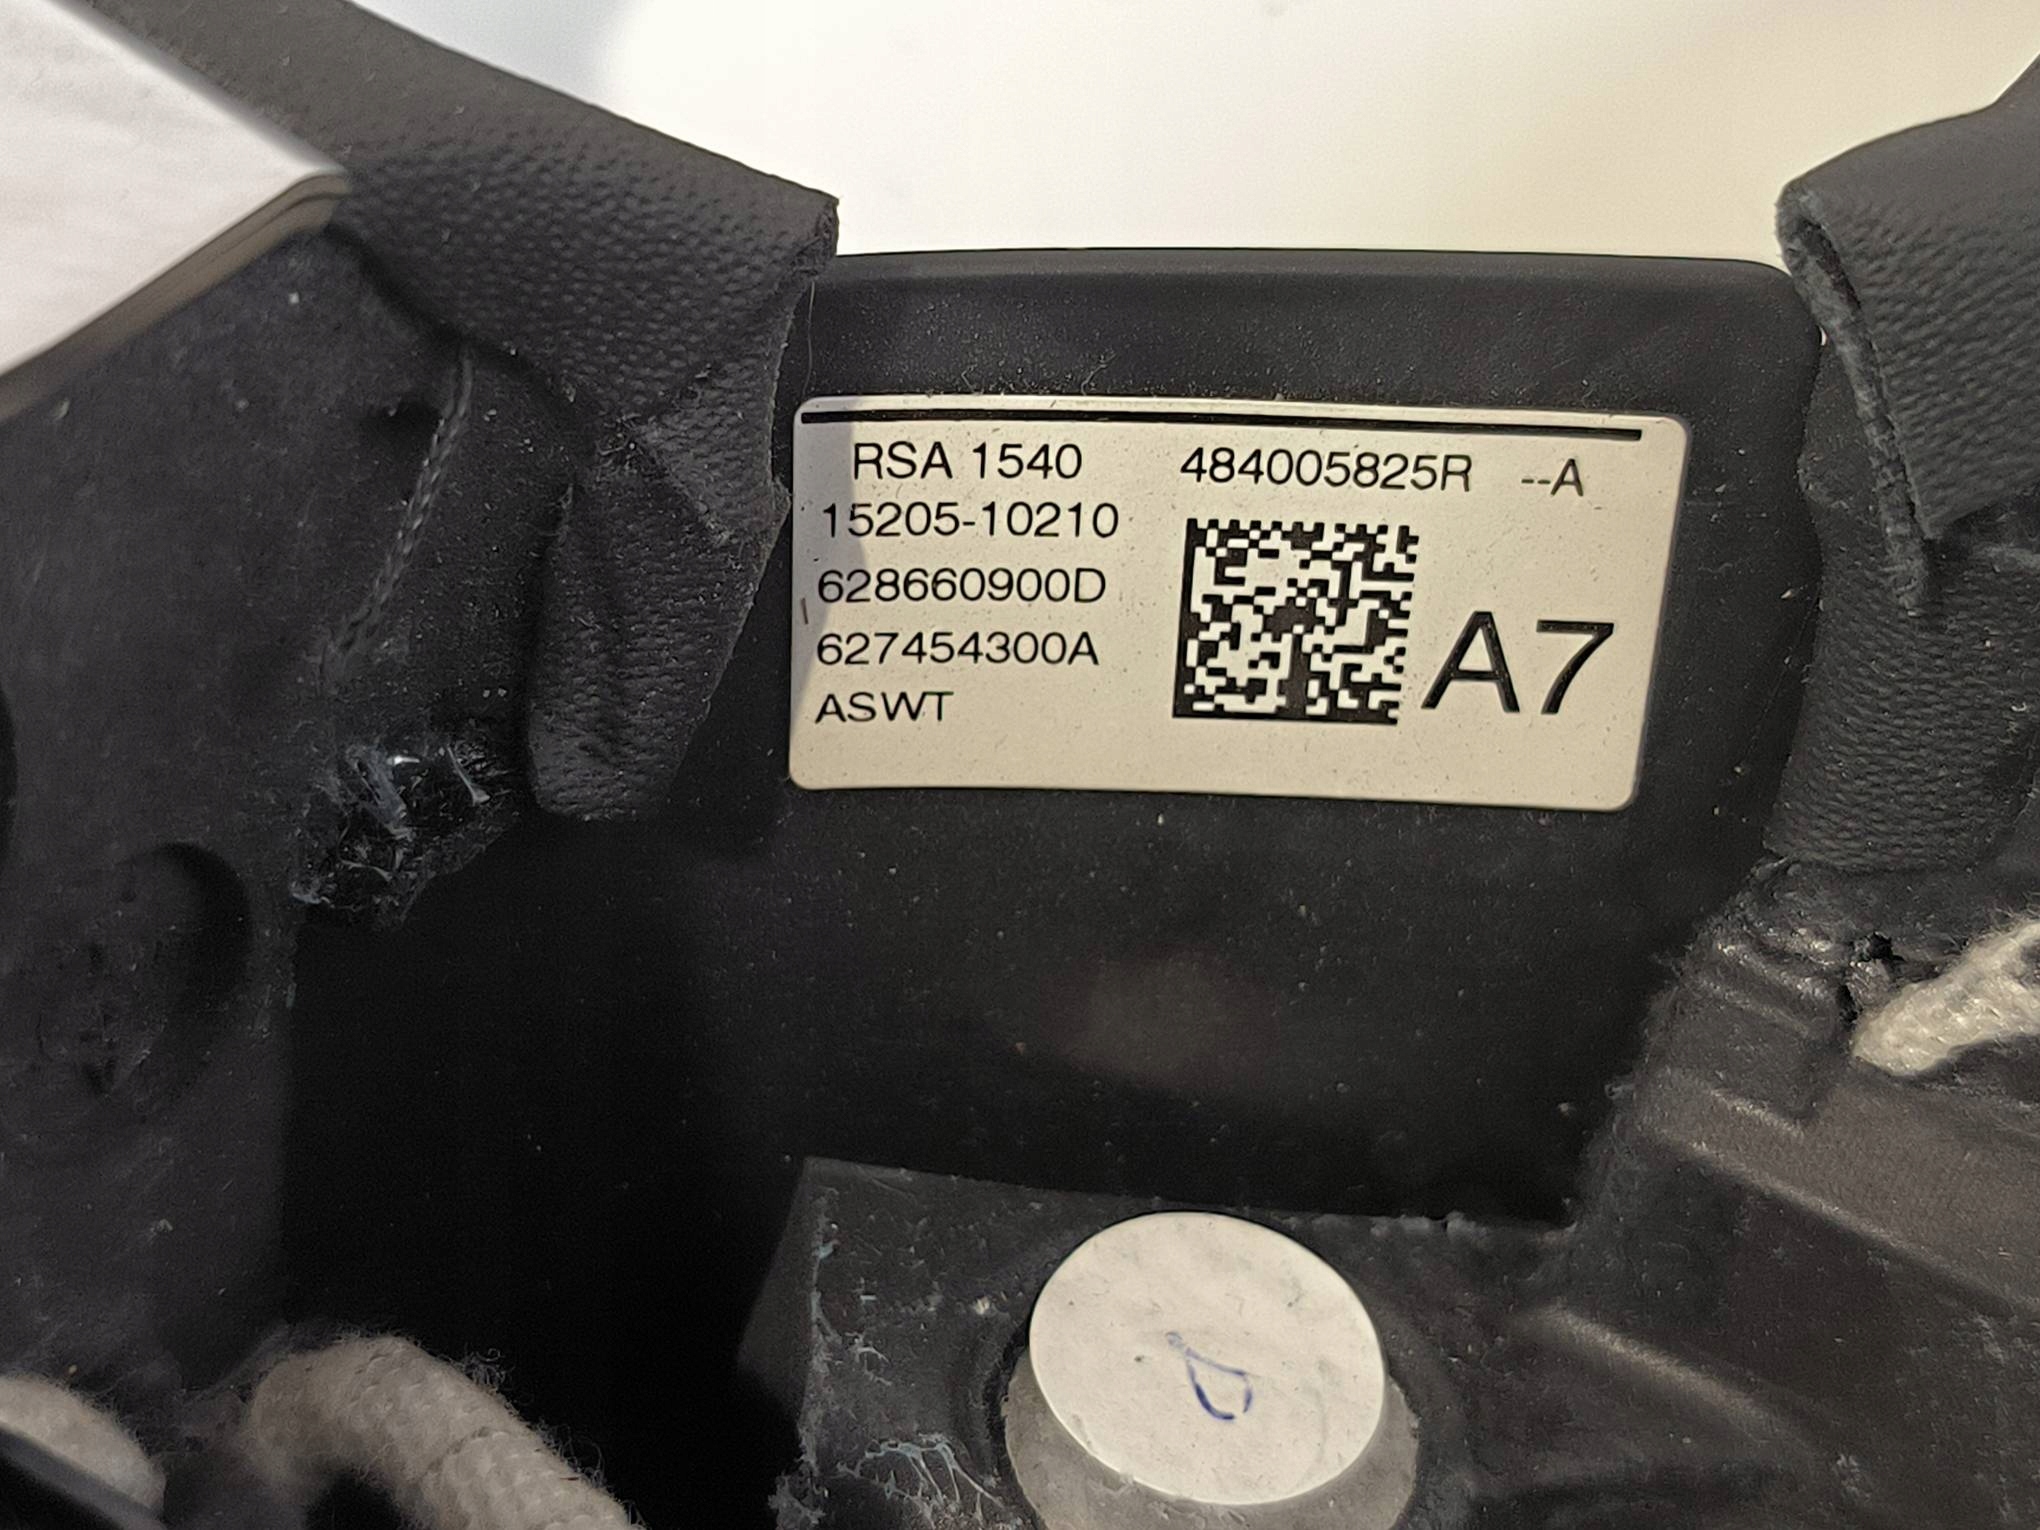 RSA 1540 484005825R --A
15205-10210
628660900D
627454300A
A7
ASWT